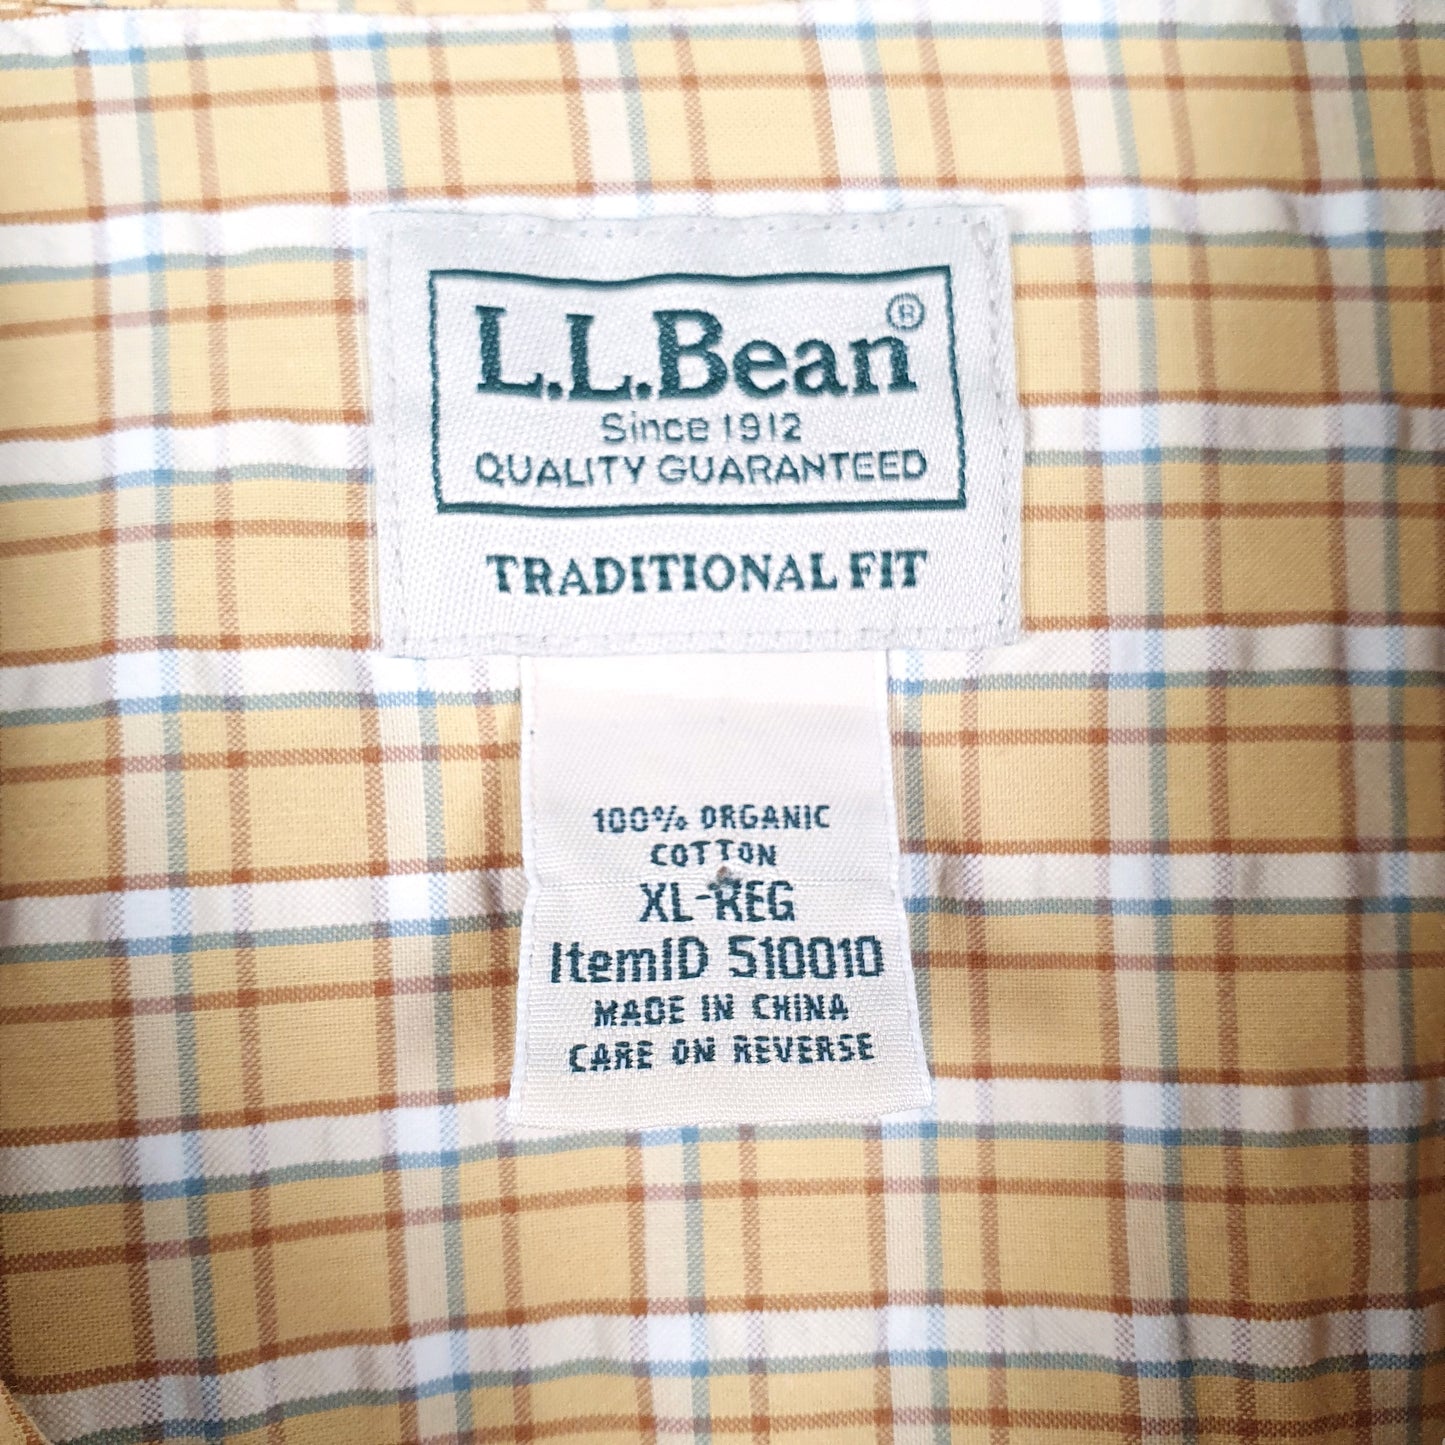 L.L.Bean®
Since 1912
QUALITY GUARANTEED
TRADITIONAL FIT
100% ORGANIC
COTTON
XL-REG
ItemID 510010
MADE IN CHINA
CARE ON REVERSE